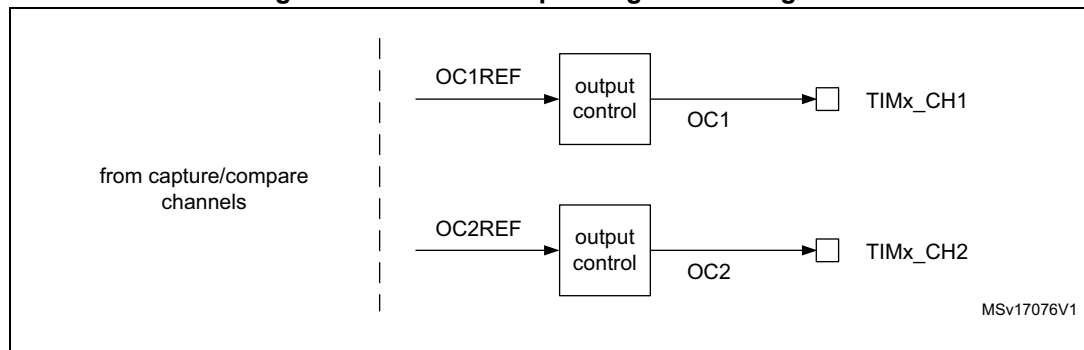 OC1REF
output
control
OC1
TIMx_CH1
from capture/compare
channels
OC2REF
output
control
OC2
TIMx_CH2
MSv17076V1